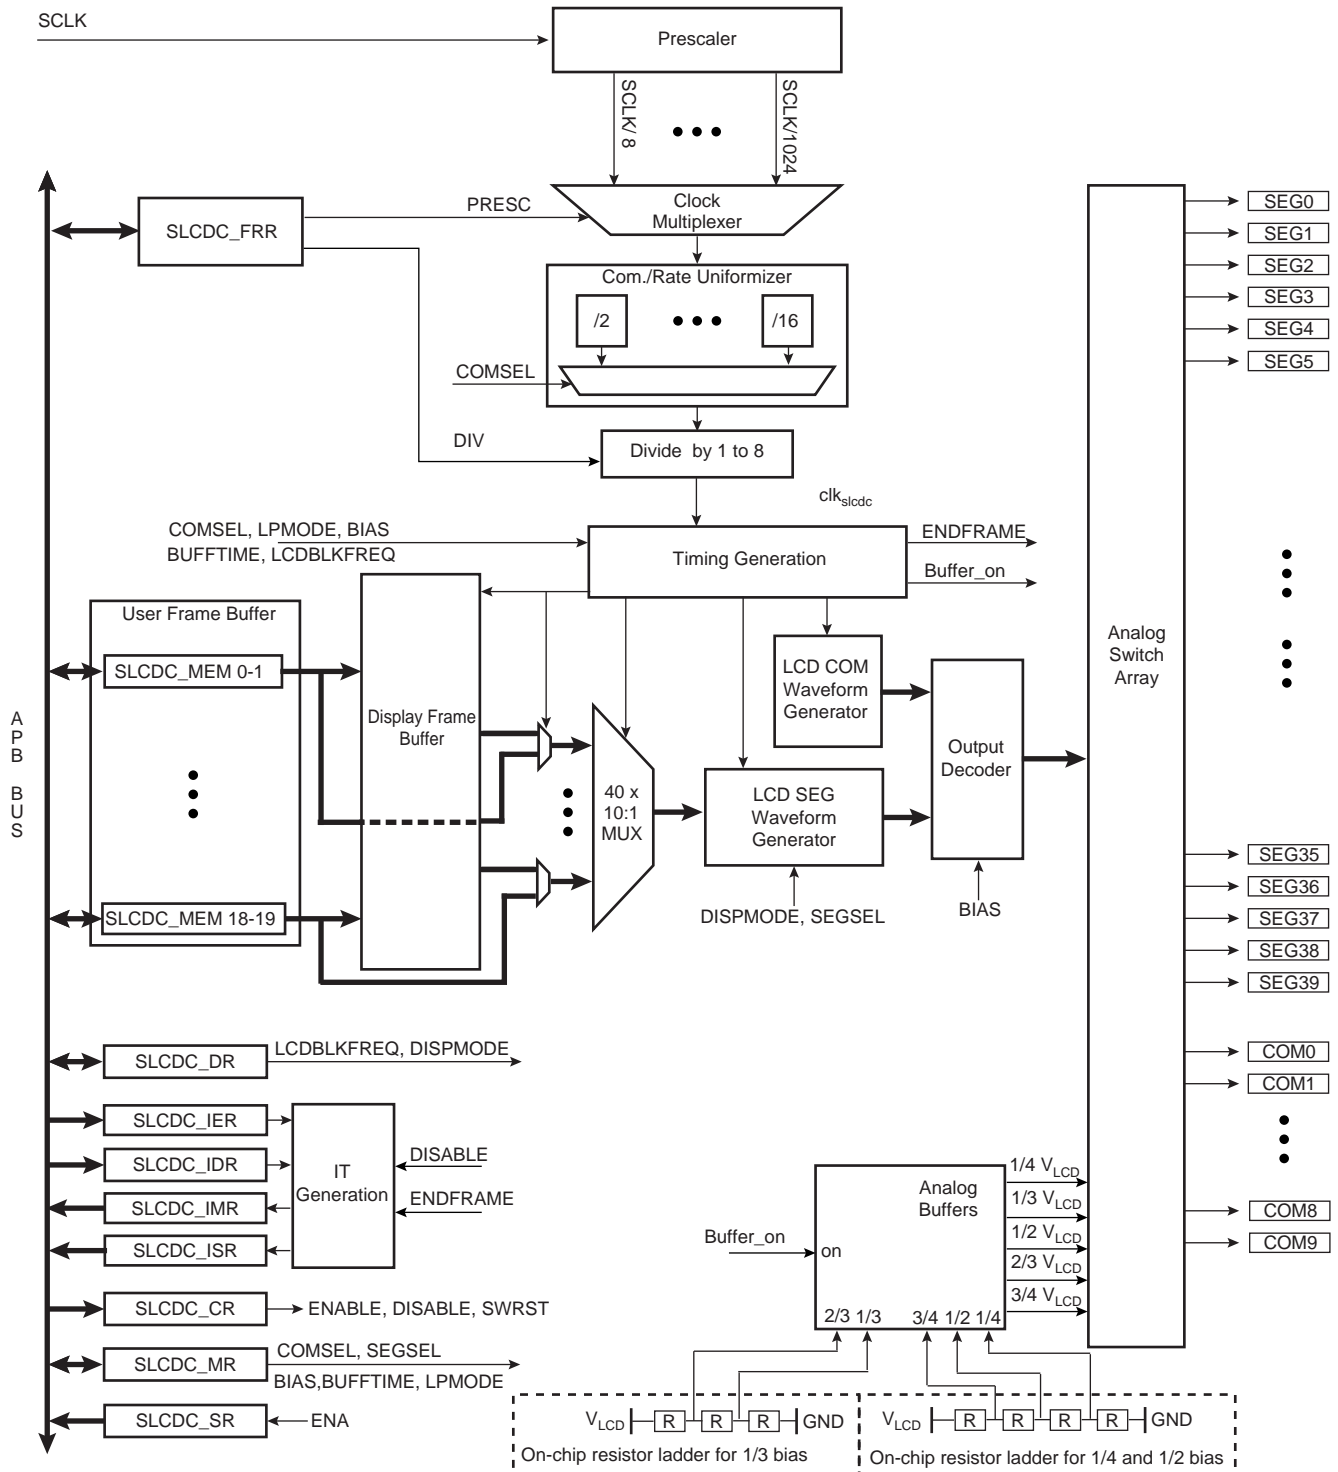 SCLK
Prescaler
SCLK/ 8
SCLK/1024
PRESC
Clock
Multiplexer
SLCDC_FRR
Com./Rate Uniformizer
/2
/16
COMSEL
DIV
Divide by 1 to 8
clkslcdc
COMSEL, LPMODE, BIAS
BUFFTIME, LCDBLKFREQ
Timing Generation
ENDFRAME
Buffer_on
User Frame Buffer
SLCDC_MEM 0-1
SLCDC_MEM 18-19
Display Frame
Buffer
40 x
10:1
MUX
LCD COM
Waveform
Generator
LCD SEG
Waveform
Generator
DISPMODE, SEGSEL
Output
Decoder
BIAS
Analog
Switch
Array
SEG0
SEG1
SEG2
SEG3
SEG4
SEG5
SEG35
SEG36
SEG37
SEG38
SEG39
COM0
COM1
COM8
COM9
APB BUS
SLCDC_DR
LCDBLKFREQ, DISPMODE
SLCDC_IER
SLCDC_IDR
SLCDC_IMR
SLCDC_ISR
IT
Generation
DISABLE
ENDFRAME
SLCDC_CR
ENABLE, DISABLE, SWRST
SLCDC_MR
COMSEL, SEGSEL
BIAS,BUFFTIME, LPMODE
SLCDC_SR
ENA
Buffer_on
on
Analog
Buffers
2/3 1/3 3/4 1/2 1/4
1/4 VLCD
1/3 VLCD
1/2 VLCD
2/3 VLCD
3/4 VLCD
VLCD R R R GND
On-chip resistor ladder for 1/3 bias
VLCD R R R R GND
On-chip resistor ladder for 1/4 and 1/2 bias